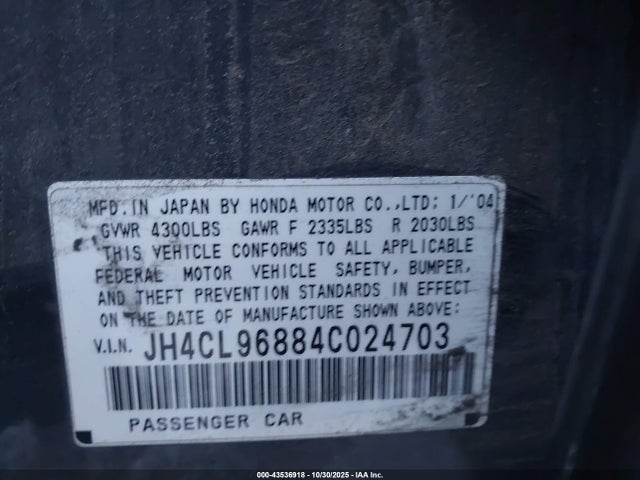 MFD. IN JAPAN BY HONDA MOTOR CO.,LTD; 1/'04
GVWR 4300LBS GAWR F 2335LBS R 2030LBS
THIS VEHICLE CONFORMS TO ALL APPLICABLE
FEDERAL MOTOR VEHICLE SAFETY, BUMPER,
AND THEFT PREVENTION STANDARDS IN EFFECT
ON THE DATE OF MANUFACTURE SHOWN ABOVE:
V.I.N. JH4CL96884C024703
PASSENGER CAR
000-43536918 - 10/30/2025 - IAA Inc.